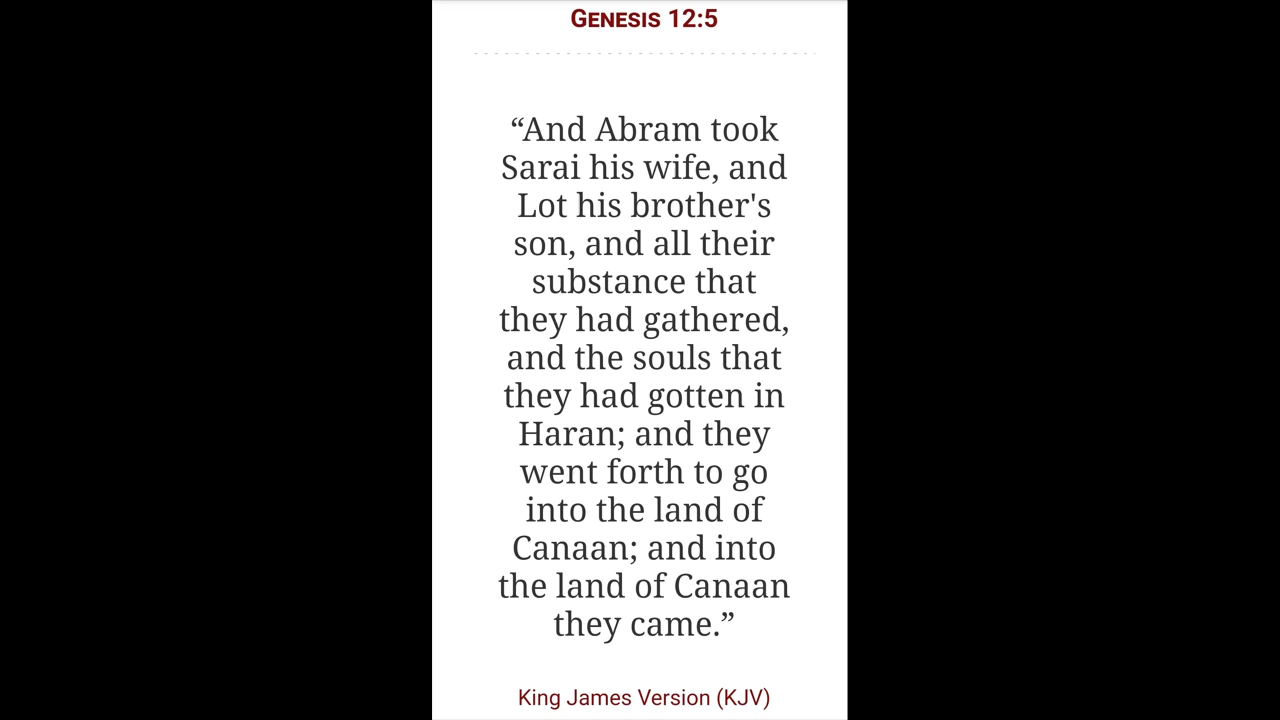 GENESIS 12:5
“And Abram took
Sarai his wife, and
Lot his brother's
son, and all their
substance that
they had gathered,
and the souls that
they had gotten in
Haran; and they
went forth to go
into the land of
Canaan; and into
the land of Canaan
they came.”
King James Version (KJV)